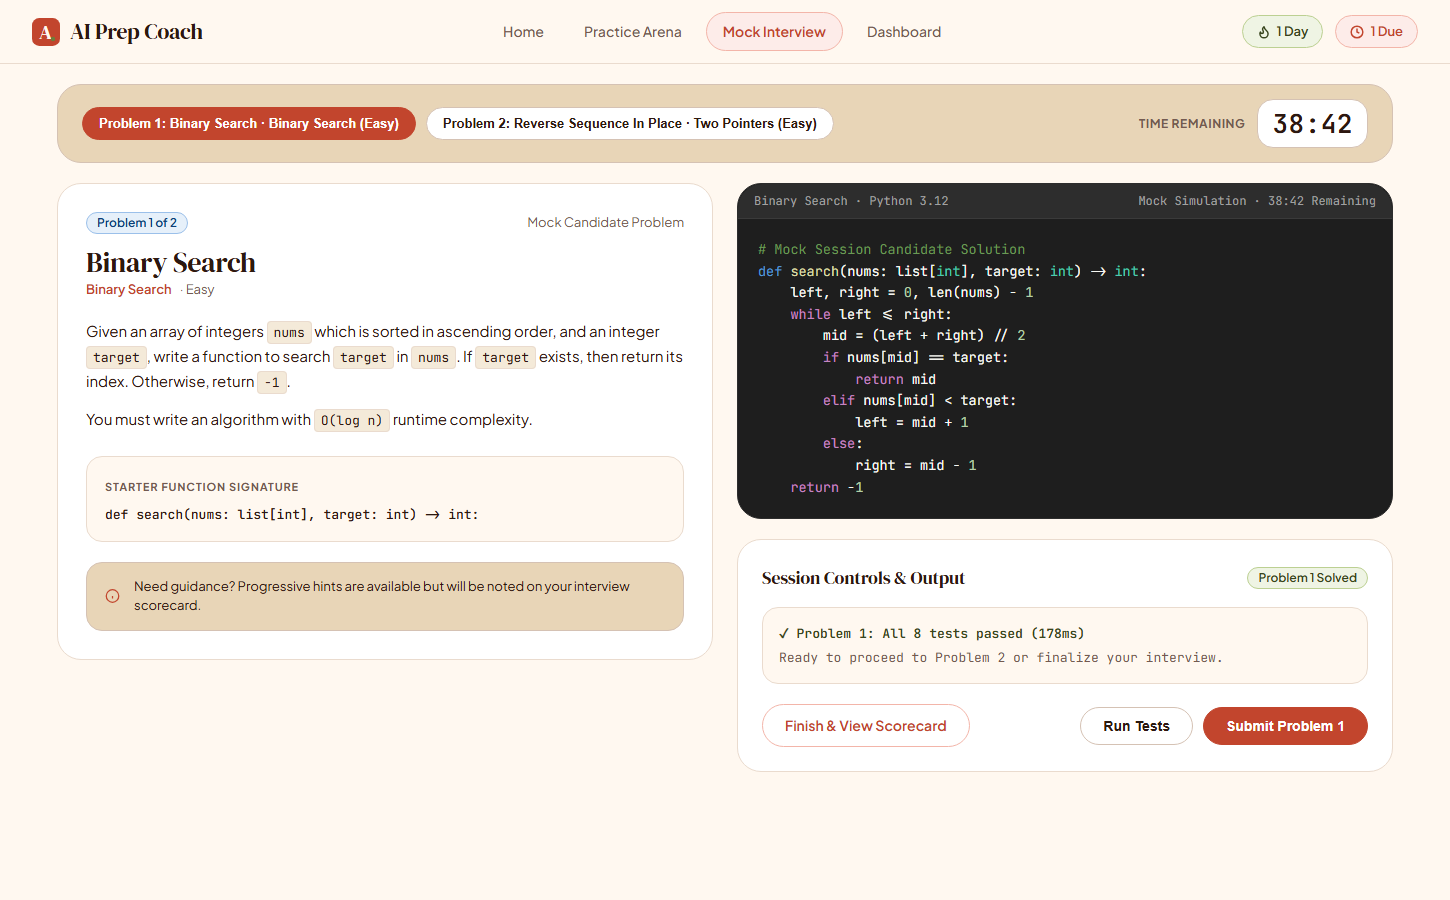 A AI Prep Coach
Home
Practice Arena
Mock Interview
Dashboard
1 Day
1 Due
Problem 1: Binary Search · Binary Search (Easy)
Problem 2: Reverse Sequence In Place · Two Pointers (Easy)
TIME REMAINING
38:42
Problem 1 of 2
Mock Candidate Problem
Binary Search
Binary Search · Easy
Given an array of integers nums which is sorted in ascending order, and an integer
target, write a function to search target in nums. If target exists, then return its
index. Otherwise, return -1.
You must write an algorithm with O(log n) runtime complexity.
STARTER FUNCTION SIGNATURE
def search(nums: list[int], target: int) -> int:
Need guidance? Progressive hints are available but will be noted on your interview
scorecard.
Binary Search · Python 3.12
Mock Simulation · 38:42 Remaining
# Mock Session Candidate Solution
def search(nums: list[int], target: int) -> int:
    left, right = 0, len(nums) - 1
    while left <= right:
        mid = (left + right) // 2
        if nums[mid] == target:
            return mid
        elif nums[mid] < target:
            left = mid + 1
        else:
            right = mid - 1
    return -1
Session Controls & Output
Problem 1 Solved
✓ Problem 1: All 8 tests passed (178ms)
Ready to proceed to Problem 2 or finalize your interview.
Finish & View Scorecard
Run Tests
Submit Problem 1